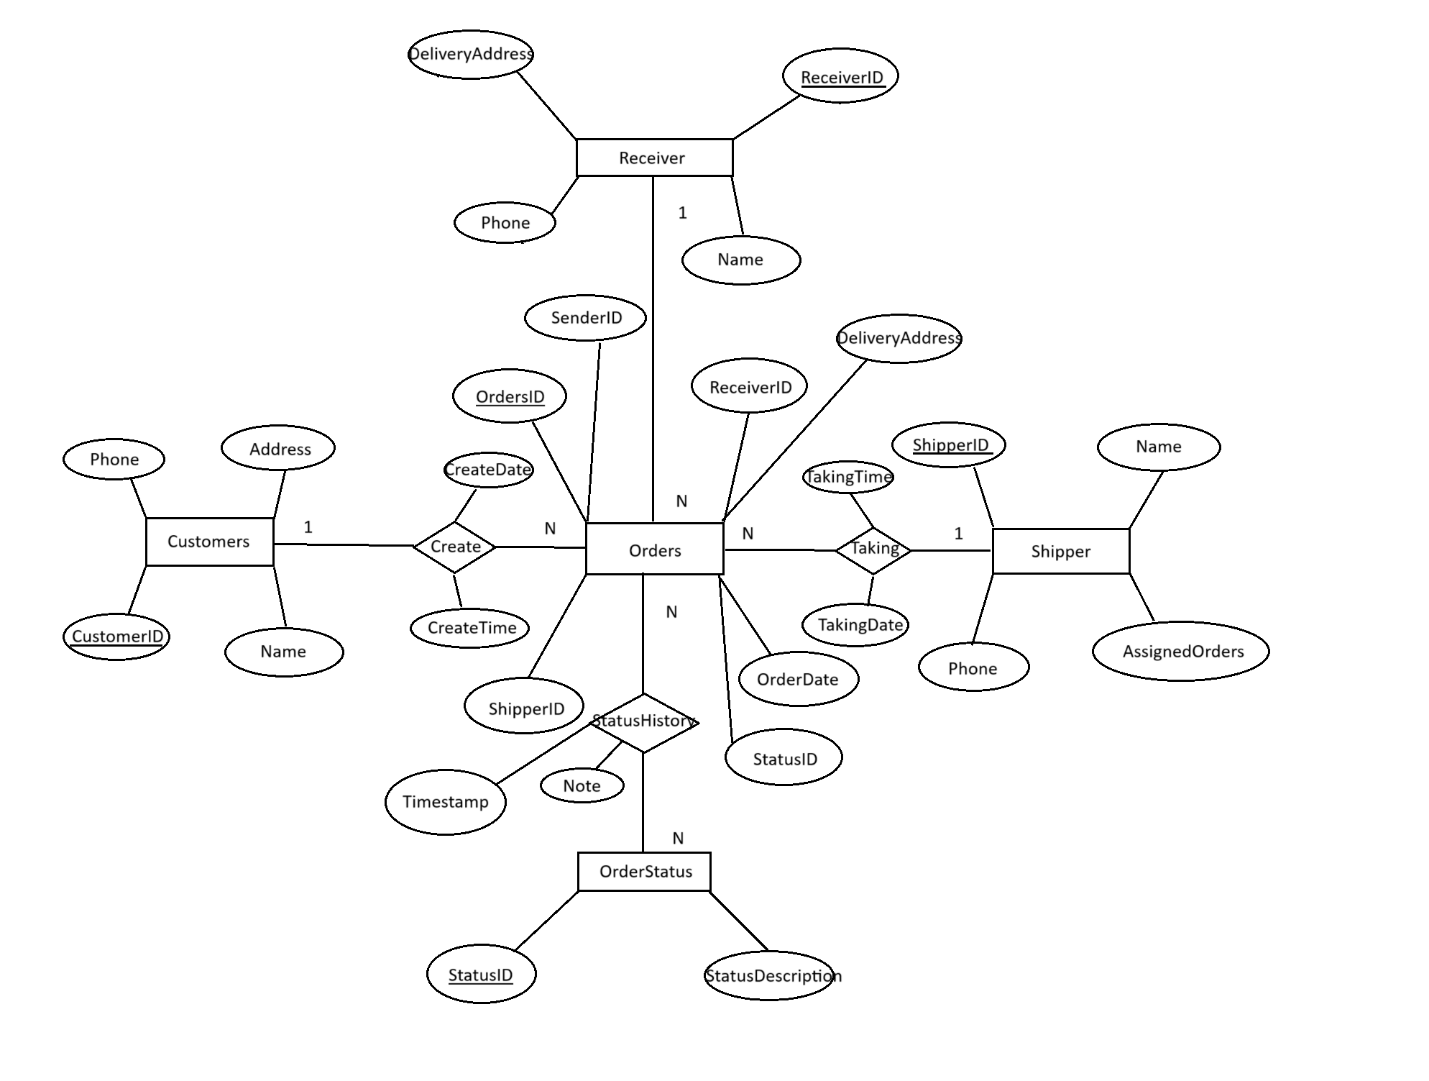 DeliveryAddress
ReceiverID
Receiver
Phone
1
Name
SenderID
DeliveryAddress
OrdersID
ReceiverID
Phone
Address
CreateDate
TakingTime
ShipperID
Name
Customers
1
Create
N
N
Orders
N
Taking
1
Shipper
CustomerID
Name
CreateTime
N
TakingDate
Phone
AssignedOrders
ShipperID
StatusHistory
OrderDate
StatusID
Timestamp
Note
N
OrderStatus
StatusID
StatusDescription